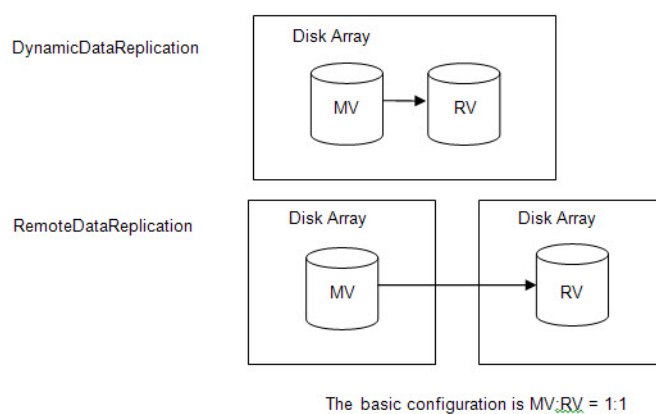 Disk Array
DynamicDataReplication
MV
RV
Disk Array
Disk Array
RemoteDataReplication
MV
RV
The basic configuration is MV:RV = 1:1